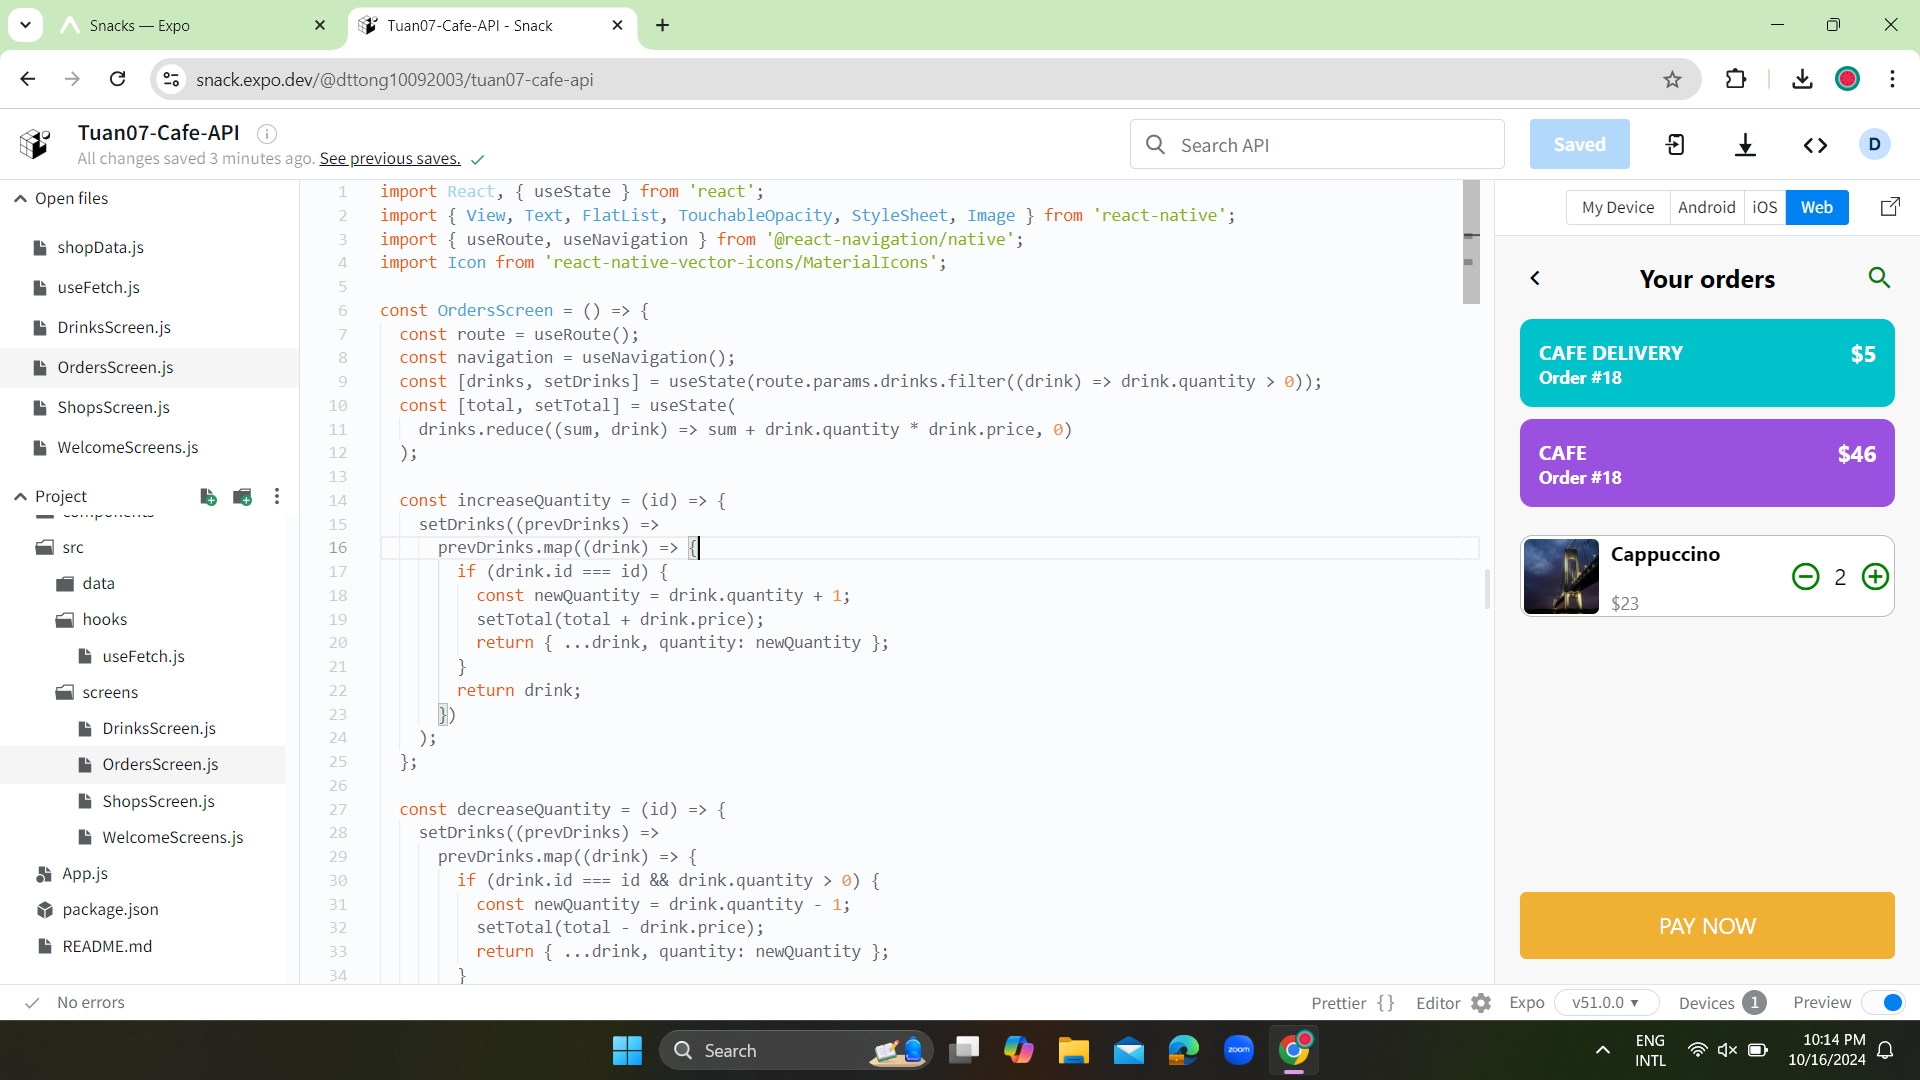 Snacks — Expo
Tuan07-Cafe-API - Snack
snack.expo.dev/@dttong10092003/tuan07-cafe-api
Tuan07-Cafe-API
All changes saved 3 minutes ago. See previous saves.
Search API
Saved
D
Open files
shopData.js
useFetch.js
DrinksScreen.js
OrdersScreen.js
ShopsScreen.js
WelcomeScreens.js
Project
components
src
data
hooks
useFetch.js
screens
DrinksScreen.js
OrdersScreen.js
ShopsScreen.js
WelcomeScreens.js
App.js
package.json
README.md
1 import React, { useState } from 'react';
2 import { View, Text, FlatList, TouchableOpacity, StyleSheet, Image } from 'react-native';
3 import { useRoute, useNavigation } from '@react-navigation/native';
4 import Icon from 'react-native-vector-icons/MaterialIcons';
5
6 const OrdersScreen = () => {
7 const route = useRoute();
8 const navigation = useNavigation();
9 const [drinks, setDrinks] = useState(route.params.drinks.filter((drink) => drink.quantity > 0));
10 const [total, setTotal] = useState(
11 drinks.reduce((sum, drink) => sum + drink.quantity * drink.price, 0)
12 );
13
14 const increaseQuantity = (id) => {
15 setDrinks((prevDrinks) =>
16 prevDrinks.map((drink) => {
17 if (drink.id === id) {
18 const newQuantity = drink.quantity + 1;
19 setTotal(total + drink.price);
20 return { ...drink, quantity: newQuantity };
21 }
22 return drink;
23 })
24 );
25 };
26
27 const decreaseQuantity = (id) => {
28 setDrinks((prevDrinks) =>
29 prevDrinks.map((drink) => {
30 if (drink.id === id && drink.quantity > 0) {
31 const newQuantity = drink.quantity - 1;
32 setTotal(total - drink.price);
33 return { ...drink, quantity: newQuantity };
34 }
My Device Android iOS Web
Your orders
CAFE DELIVERY $5
Order #18
CAFE $46
Order #18
Cappuccino
2
$23
PAY NOW
No errors
Prettier {} Editor Expo v51.0.0 Devices 1 Preview
Search
zoom
ENG
INTL
10:14 PM
10/16/2024